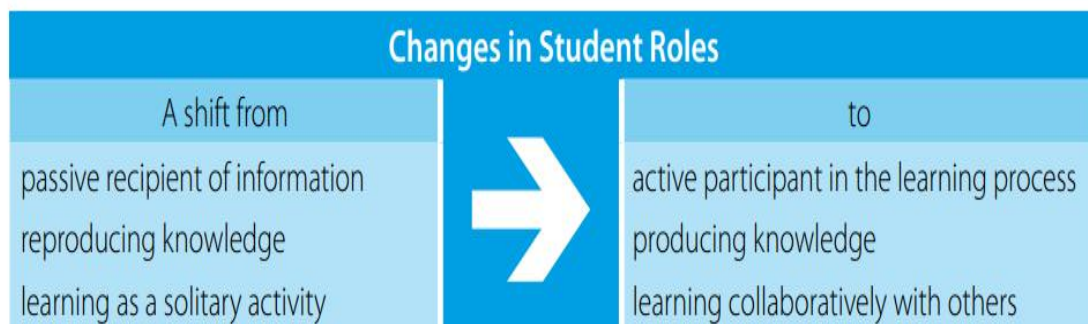 Changes in Student Roles
A shift from
to
passive recipient of information
active participant in the learning process
reproducing knowledge
producing knowledge
learning as a solitary activity
learning collaboratively with others